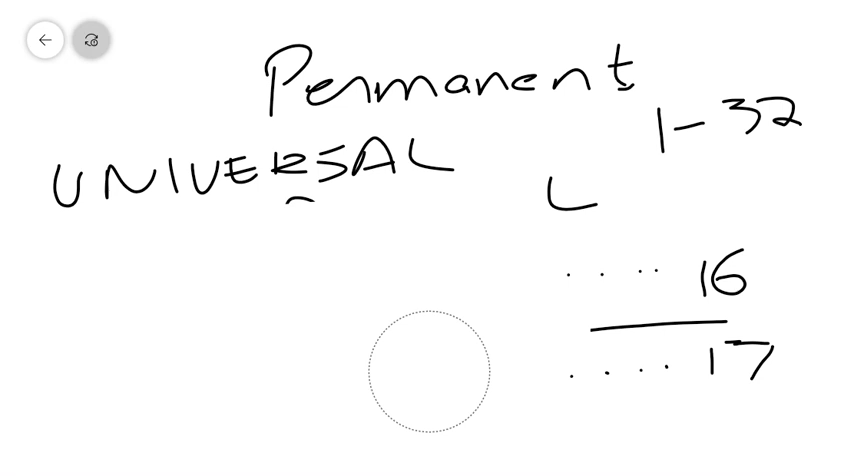 Permanent
1-32
UNIVERSAL
L
.... 16
.... 17